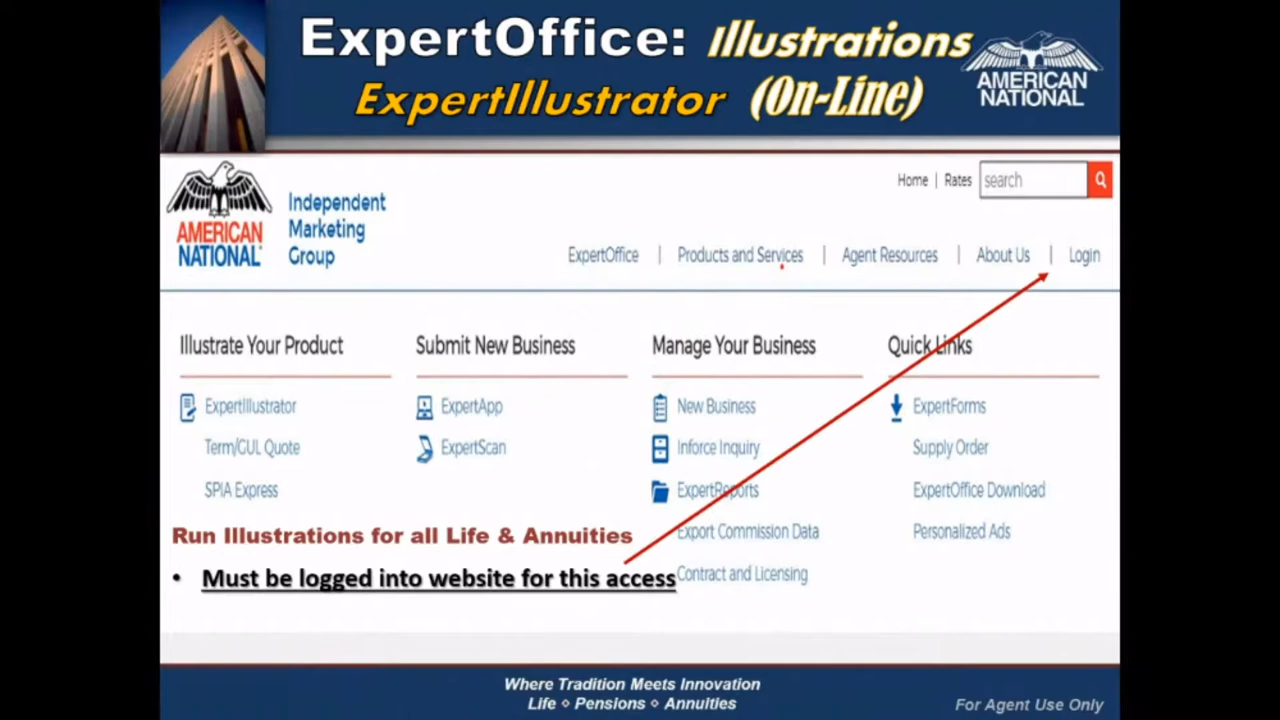 ExpertOffice: Illustrations
ExpertIllustrator (On-Line)
AMERICAN
NATIONAL
AMERICAN
NATIONAL
Independent
Marketing
Group
Home | Rates
search
ExpertOffice | Products and Services | Agent Resources | About Us | Login
Illustrate Your Product
ExpertIllustrator
Term/GUL Quote
SPIA Express
Submit New Business
ExpertApp
ExpertScan
Manage Your Business
New Business
Inforce Inquiry
ExpertReports
Export Commission Data
Contract and Licensing
Quick Links
ExpertForms
Supply Order
ExpertOffice Download
Personalized Ads
Run Illustrations for all Life & Annuities
• Must be logged into website for this access
Where Tradition Meets Innovation
Life ⋄ Pensions ⋄ Annuities
For Agent Use Only